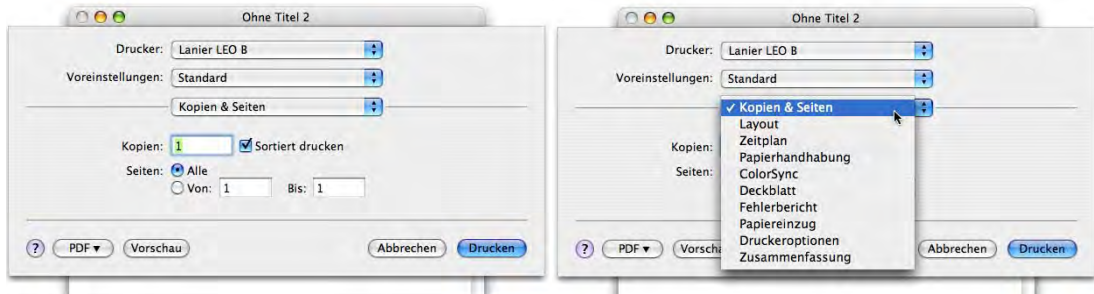 Ohne Titel 2
Drucker: Lanier LEO B
Voreinstellungen: Standard
Kopien & Seiten
Kopien: 1 Sortiert drucken
Seiten: Alle
Von: 1 Bis: 1
? PDF Vorschau Abbrechen Drucken
Ohne Titel 2
Drucker: Lanier LEO B
Voreinstellungen: Standard
✓ Kopien & Seiten
Layout
Zeitplan
Kopien:
Papierhandhabung
ColorSync
Seiten:
Deckblatt
Fehlerbericht
Papiereinzug
Druckeroptionen
? PDF Vorscha Abbrechen Drucken
Zusammenfassung